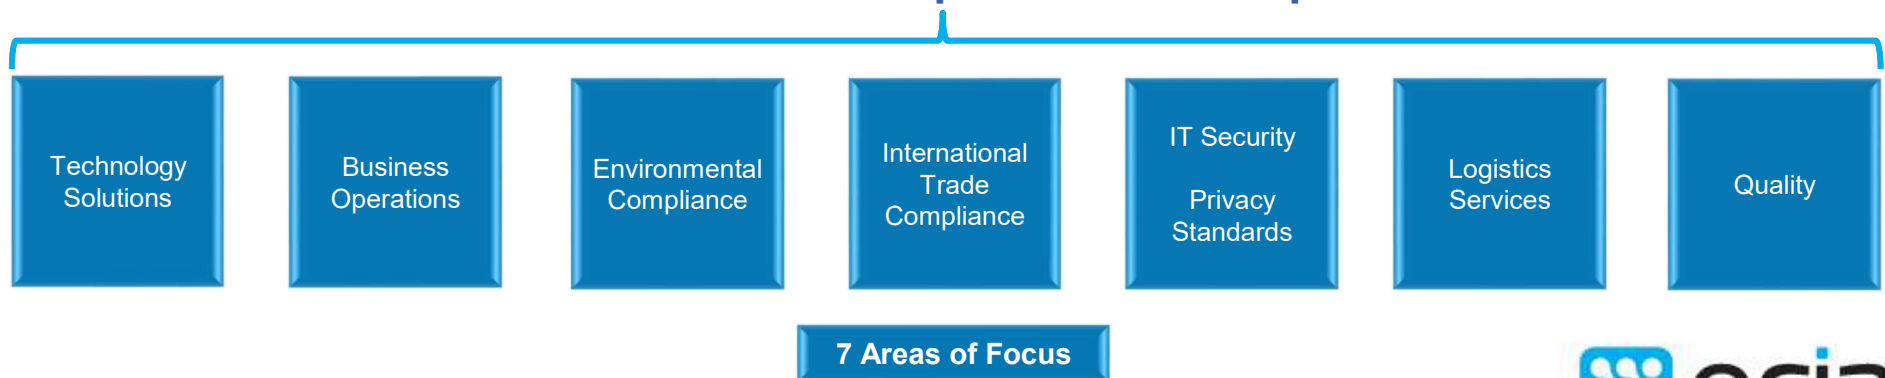 Technology
Solutions
Business
Operations
Environmental
Compliance
International
Trade
Compliance
IT Security
Privacy
Standards
Logistics
Services
Quality
7 Areas of Focus